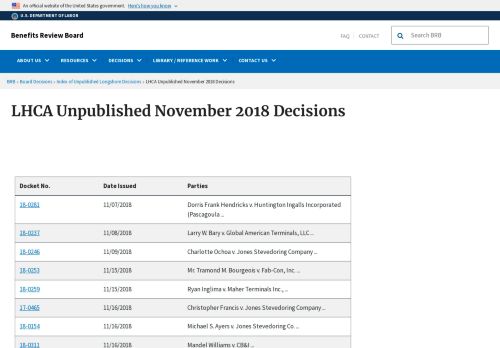 An official website of the United States government. Here's how you know
U.S. DEPARTMENT OF LABOR
Benefits Review Board
FAQ CONTACT
Search BRB
ABOUT US RESOURCES DECISIONS LIBRARY / REFERENCE WORK CONTACT US
BRB › Board Decisions › Index of Unpublished Longshore Decisions › LHCA Unpublished November 2018 Decisions
LHCA Unpublished November 2018 Decisions
Docket No. Date Issued Parties
18-0281 11/07/2018 Dorris Frank Hendricks v. Huntington Ingalls Incorporated
(Pascagoula ...
18-0237 11/08/2018 Larry W. Bary v. Global American Terminals, LLC ...
18-0246 11/09/2018 Charlotte Ochoa v. Jones Stevedoring Company ...
18-0253 11/15/2018 Mr. Tramond M. Bourgeois v. Fab-Con, Inc. ...
18-0259 11/15/2018 Ryan Inglima v. Maher Terminals Inc., ...
17-0465 11/16/2018 Christopher Francis v. Jones Stevedoring Company ...
18-0154 11/16/2018 Michael S. Ayers v. Jones Stevedoring Co. ...
18-0311 11/16/2018 Mandel Williams v. CB&I ...